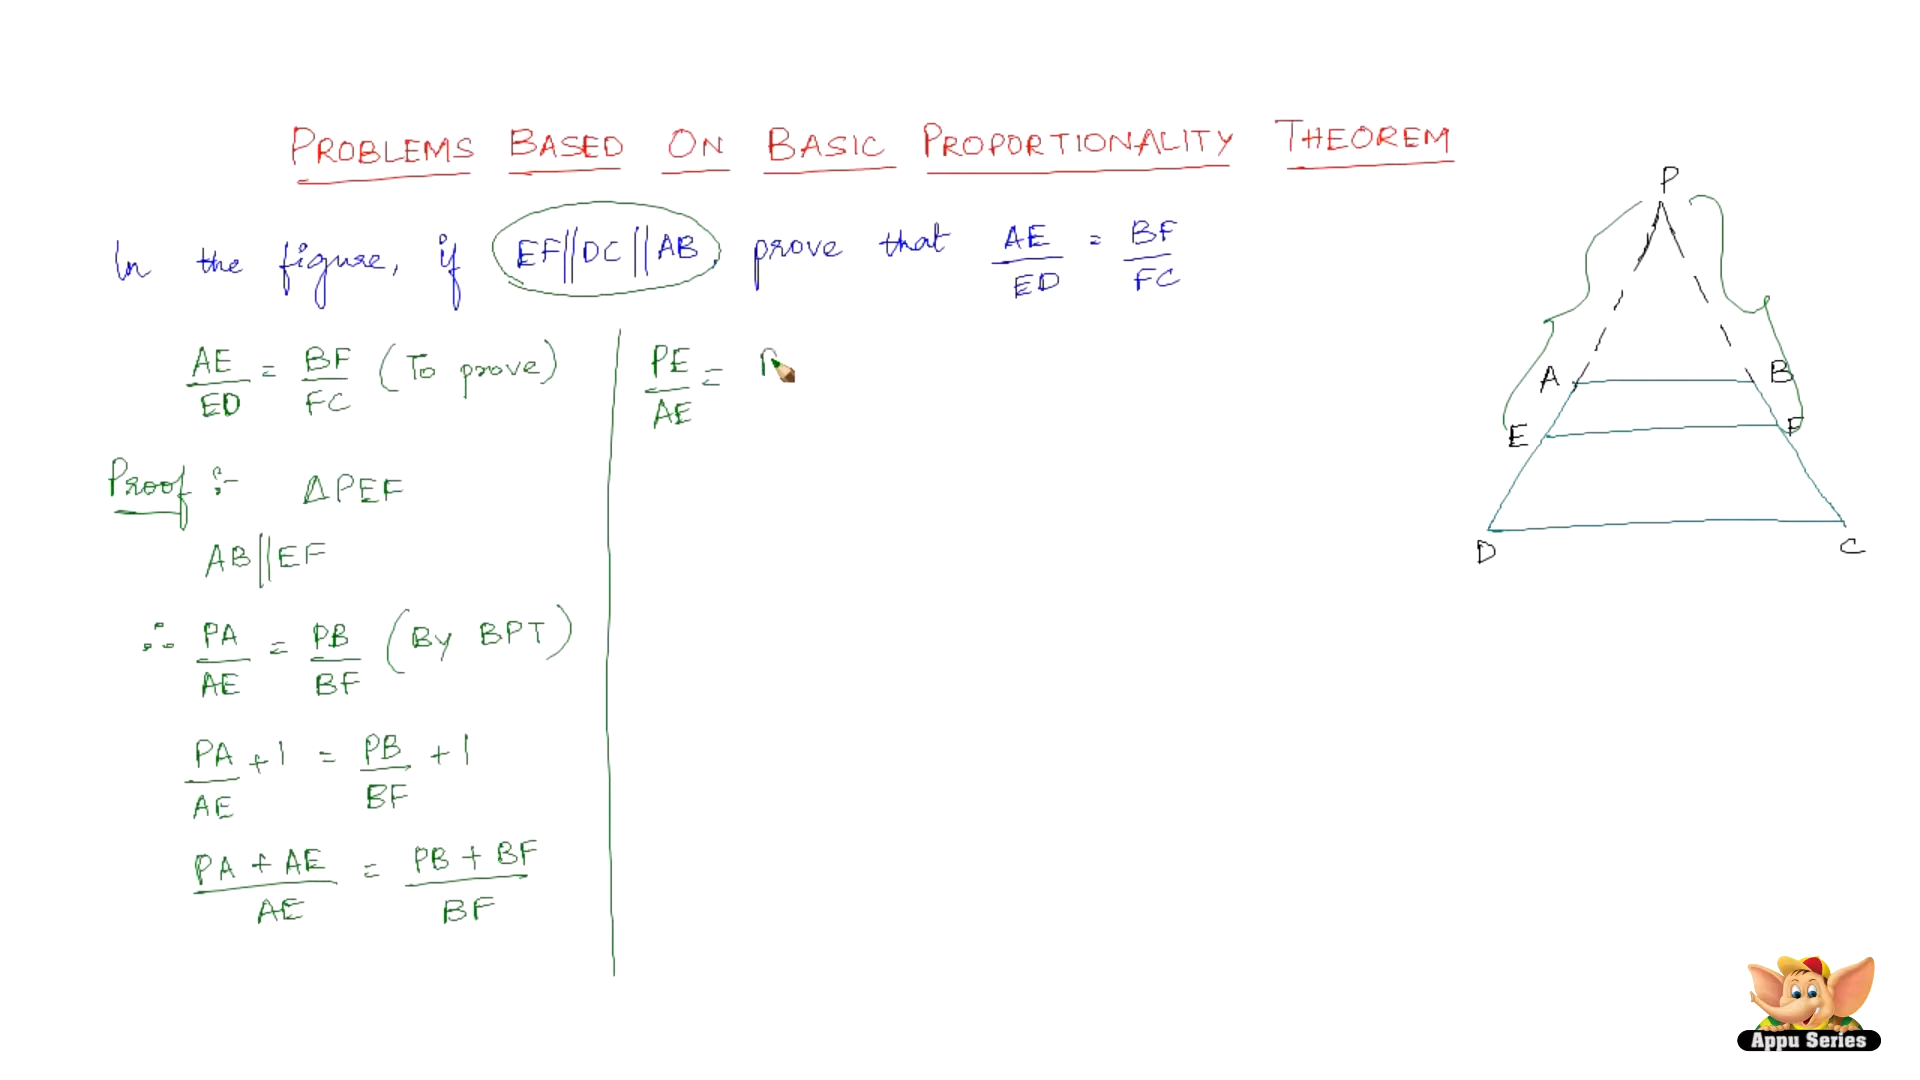 PROBLEMS BASED ON BASIC PROPORTIONALITY THEOREM
In the figure, if EF||DC||AB, prove that AE/ED = BF/FC
AE/ED = BF/FC (To prove)
Proof :- ΔPEF
AB||EF
∴ PA/AE = PB/BF (By BPT)
PA/AE + 1 = PB/BF + 1
PA + AE/AE = PB + BF/BF
PE/AE =
P
A B
E F
D C
Appu Series